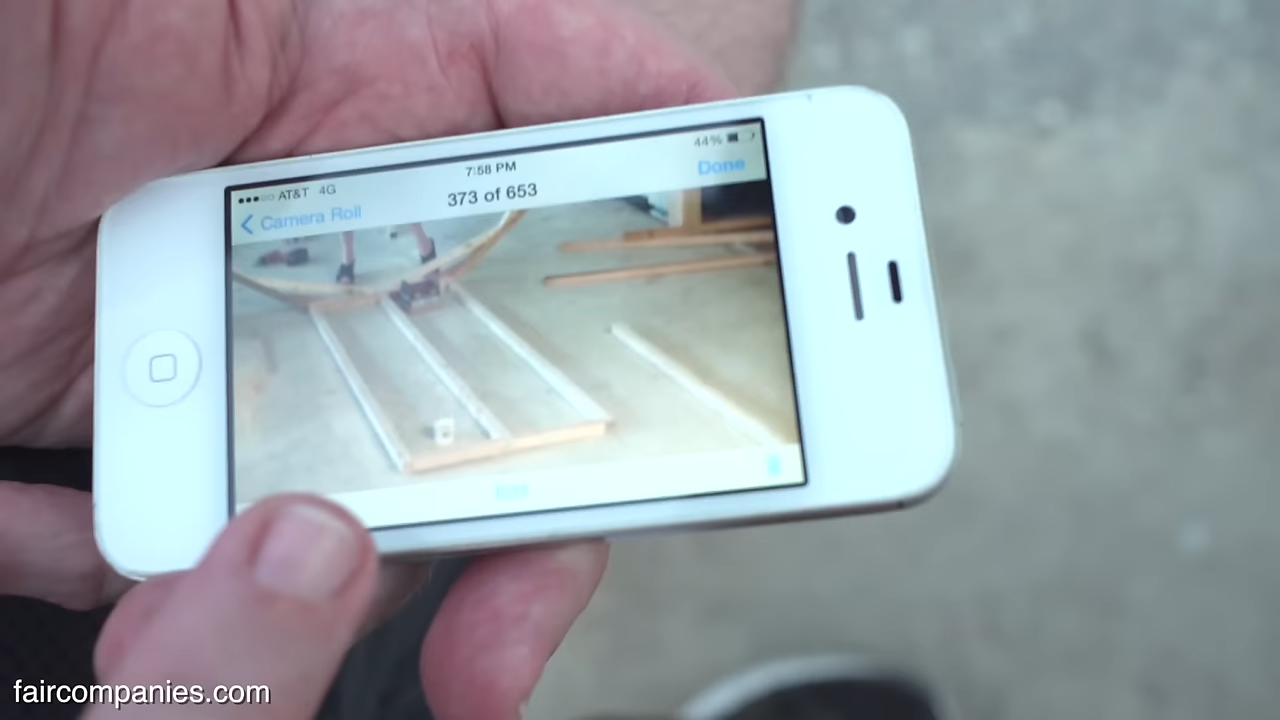 7:58 PM
44%
AT&T 4G
373 of 653
Done
Camera Roll
faircompanies.com